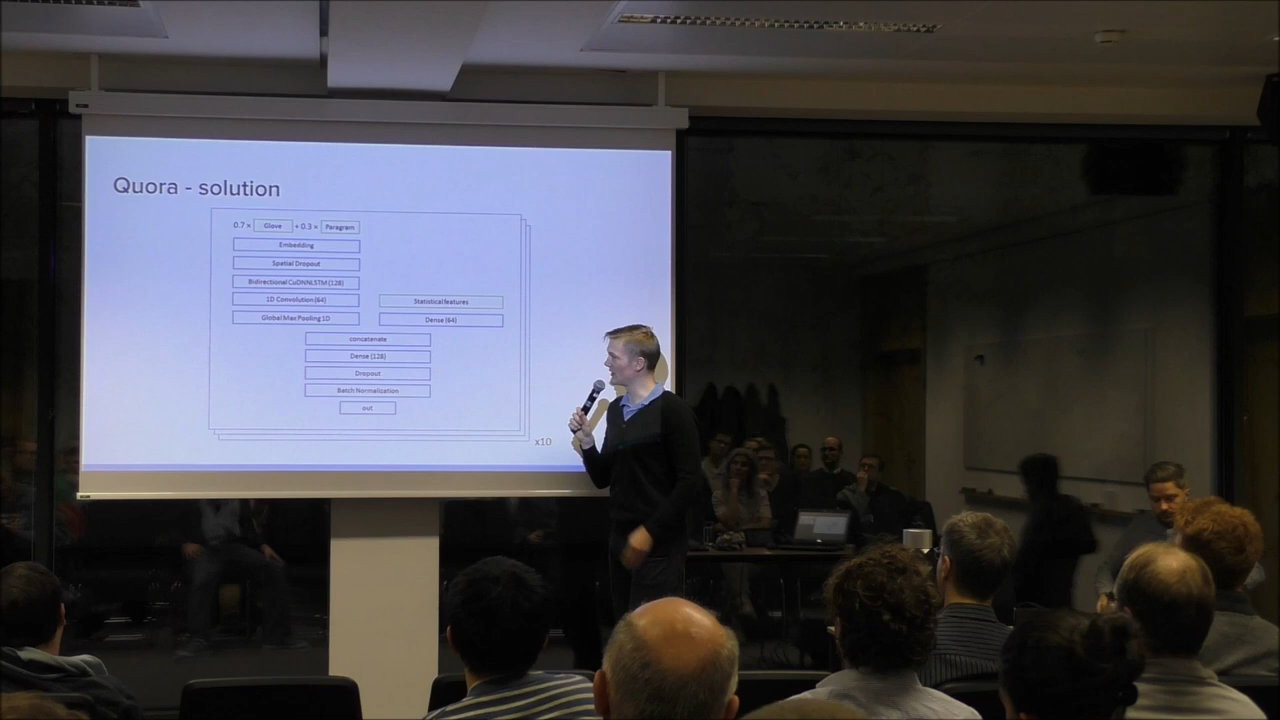 Quora - solution
0.7 × Glove + 0.3 × Paragram
Embedding
Spatial Dropout
Bidirectional CuDNNLSTM (128)
1D Convolution (64)
Statistical features
Global Max Pooling 1D
Dense (64)
concatenate
Dense (128)
Dropout
Batch Normalization
out
x10